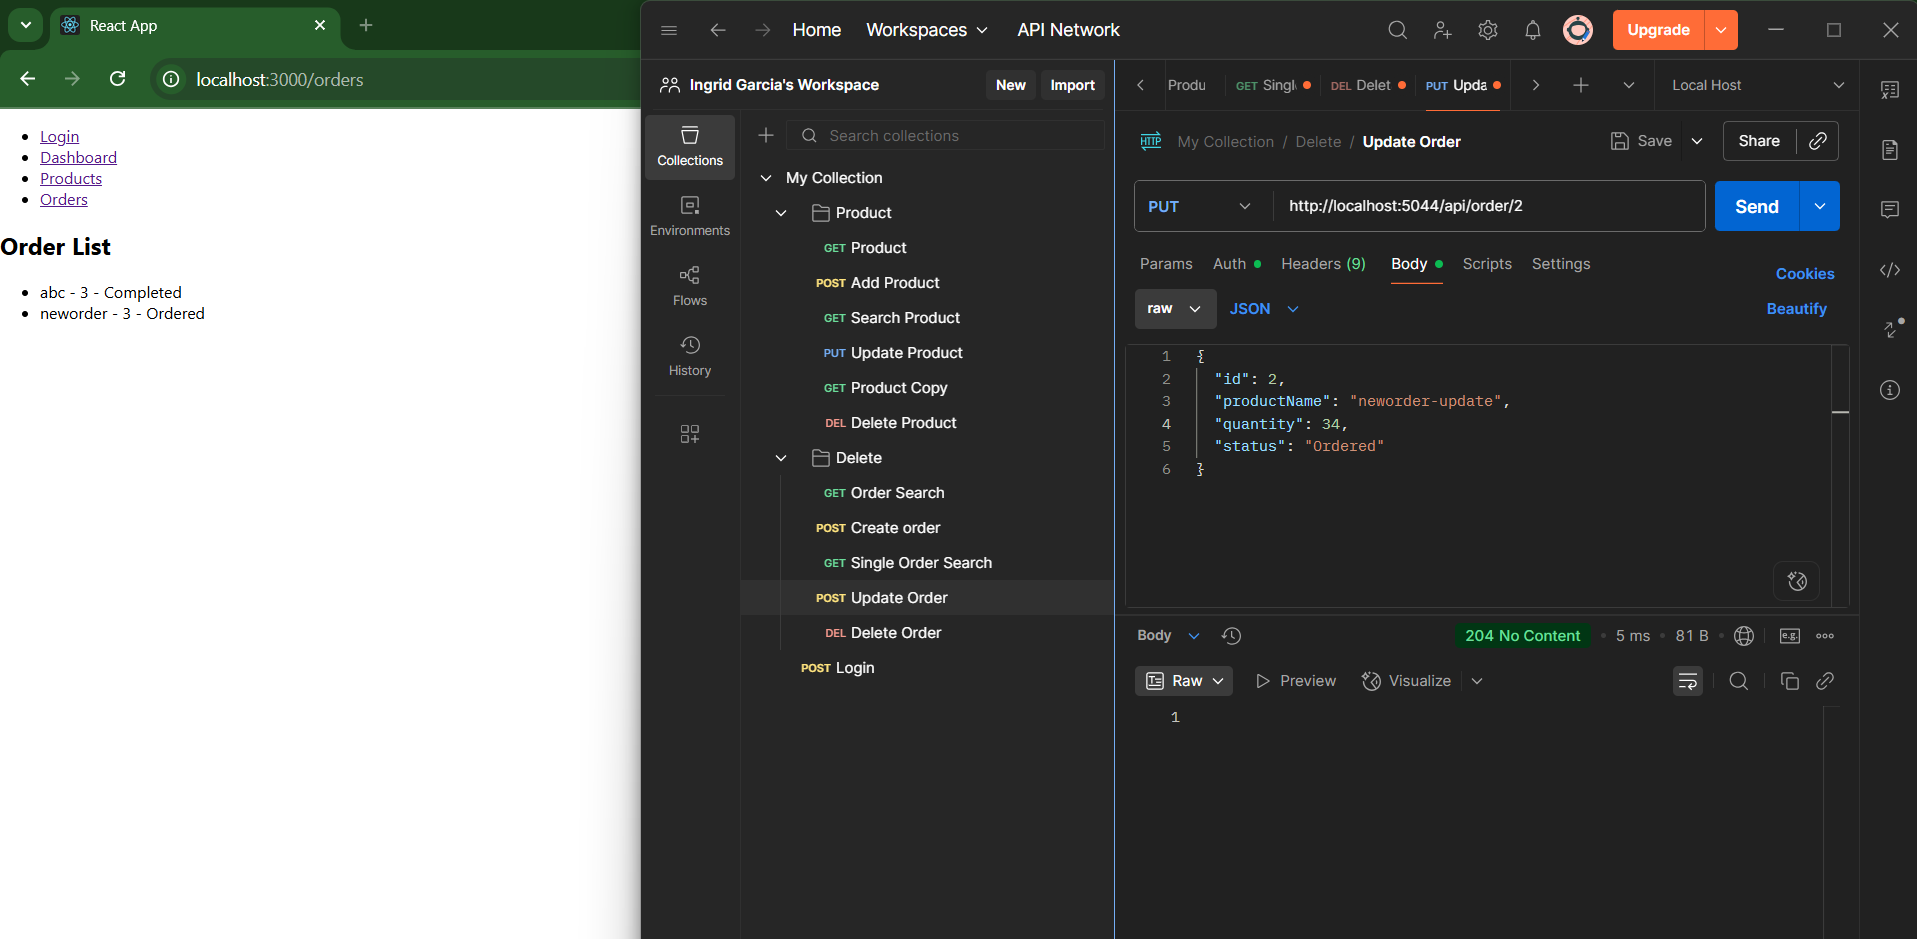 React App
localhost:3000/orders
Login
Dashboard
Products
Orders
Order List
abc - 3 - Completed
neworder - 3 - Ordered
Home
Workspaces
API Network
Upgrade
Ingrid Garcia's Workspace
New
Import
Produ
GET Singl
DEL Delet
PUT Upda
Local Host
Collections
Environments
Flows
History
Search collections
My Collection
Product
GET Product
POST Add Product
GET Search Product
PUT Update Product
GET Product Copy
DEL Delete Product
Delete
GET Order Search
POST Create order
GET Single Order Search
POST Update Order
DEL Delete Order
POST Login
HTTP
My Collection / Delete / Update Order
Save
Share
PUT
http://localhost:5044/api/order/2
Send
Params
Auth
Headers (9)
Body
Scripts
Settings
Cookies
raw
JSON
Beautify
1 {
2 "id": 2,
3 "productName": "neworder-update",
4 "quantity": 34,
5 "status": "Ordered"
6 }
Body
204 No Content
5 ms
81 B
e.g.
Raw
Preview
Visualize
1